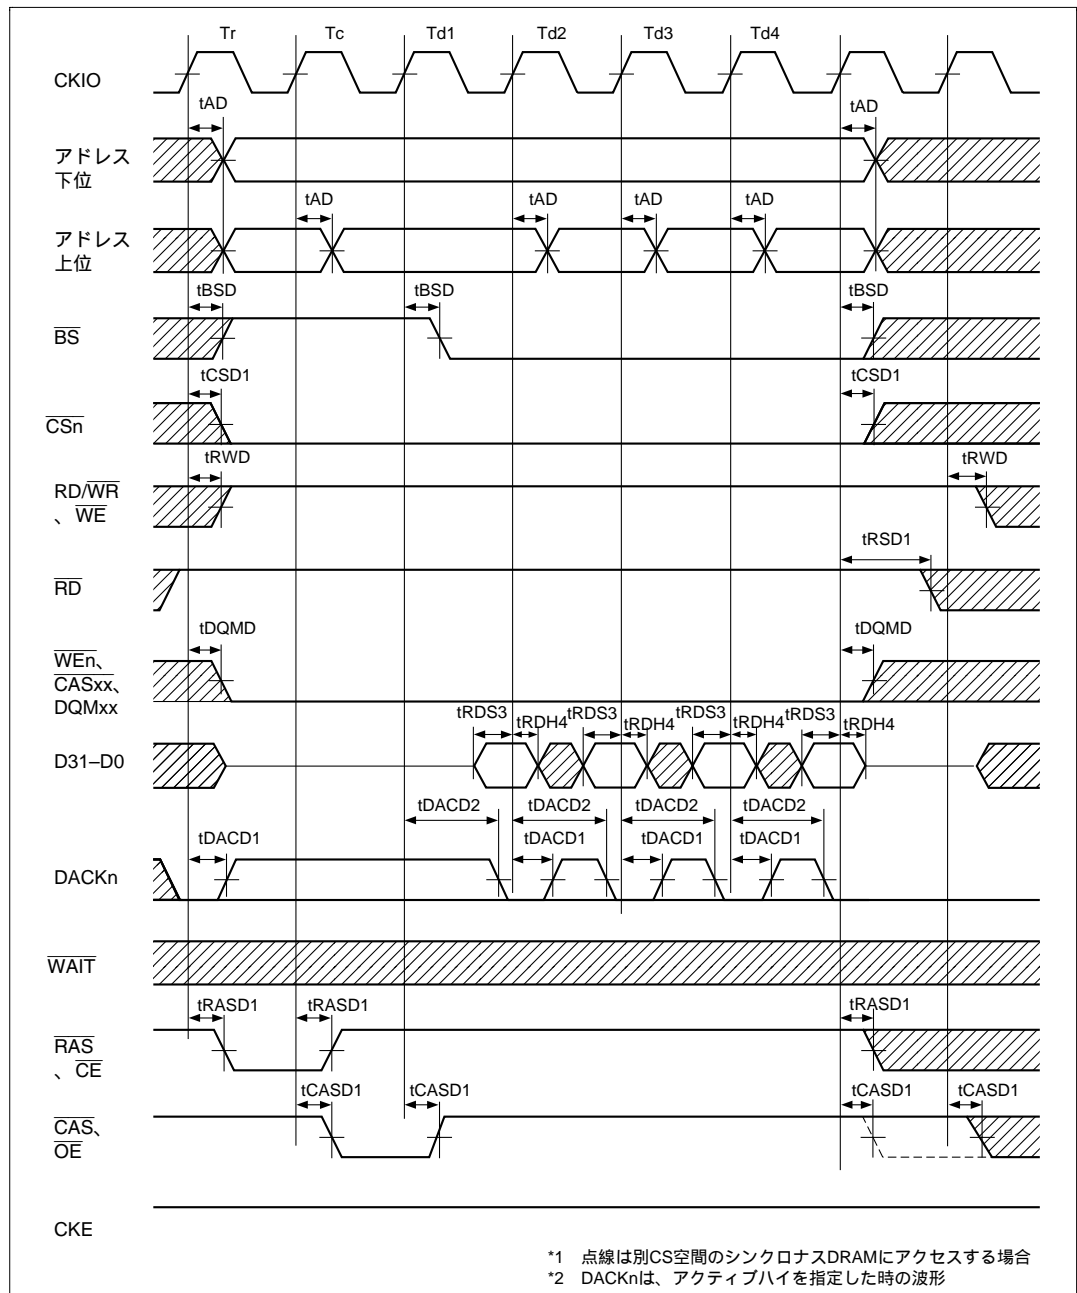 Tr Tc Td1 Td2 Td3 Td4
CKIO
tAD tAD
アドレス
下位
tAD tAD tAD tAD
アドレス
上位
tBSD tBSD tBSD
BS
tCSD1 tCSD1
CSn
tRWD tRWD
RD/WR
、WE
tRSD1
RD
tDQMD tDQMD
WEn、
CASxx、
DQMxx
tRDS3 tRDH4 tRDS3 tRDH4 tRDS3 tRDH4 tRDS3 tRDH4
D31–D0
tDACD2 tDACD2 tDACD2 tDACD2
tDACD1 tDACD1 tDACD1 tDACD1
DACKn
WAIT
tRASD1 tRASD1 tRASD1
RAS
、CE
tCASD1 tCASD1 tCASD1 tCASD1
CAS、
OE
CKE
*1 点線は別CS空間のシンクロナスDRAMにアクセスする場合
*2 DACKnは、アクティブハイを指定した時の波形